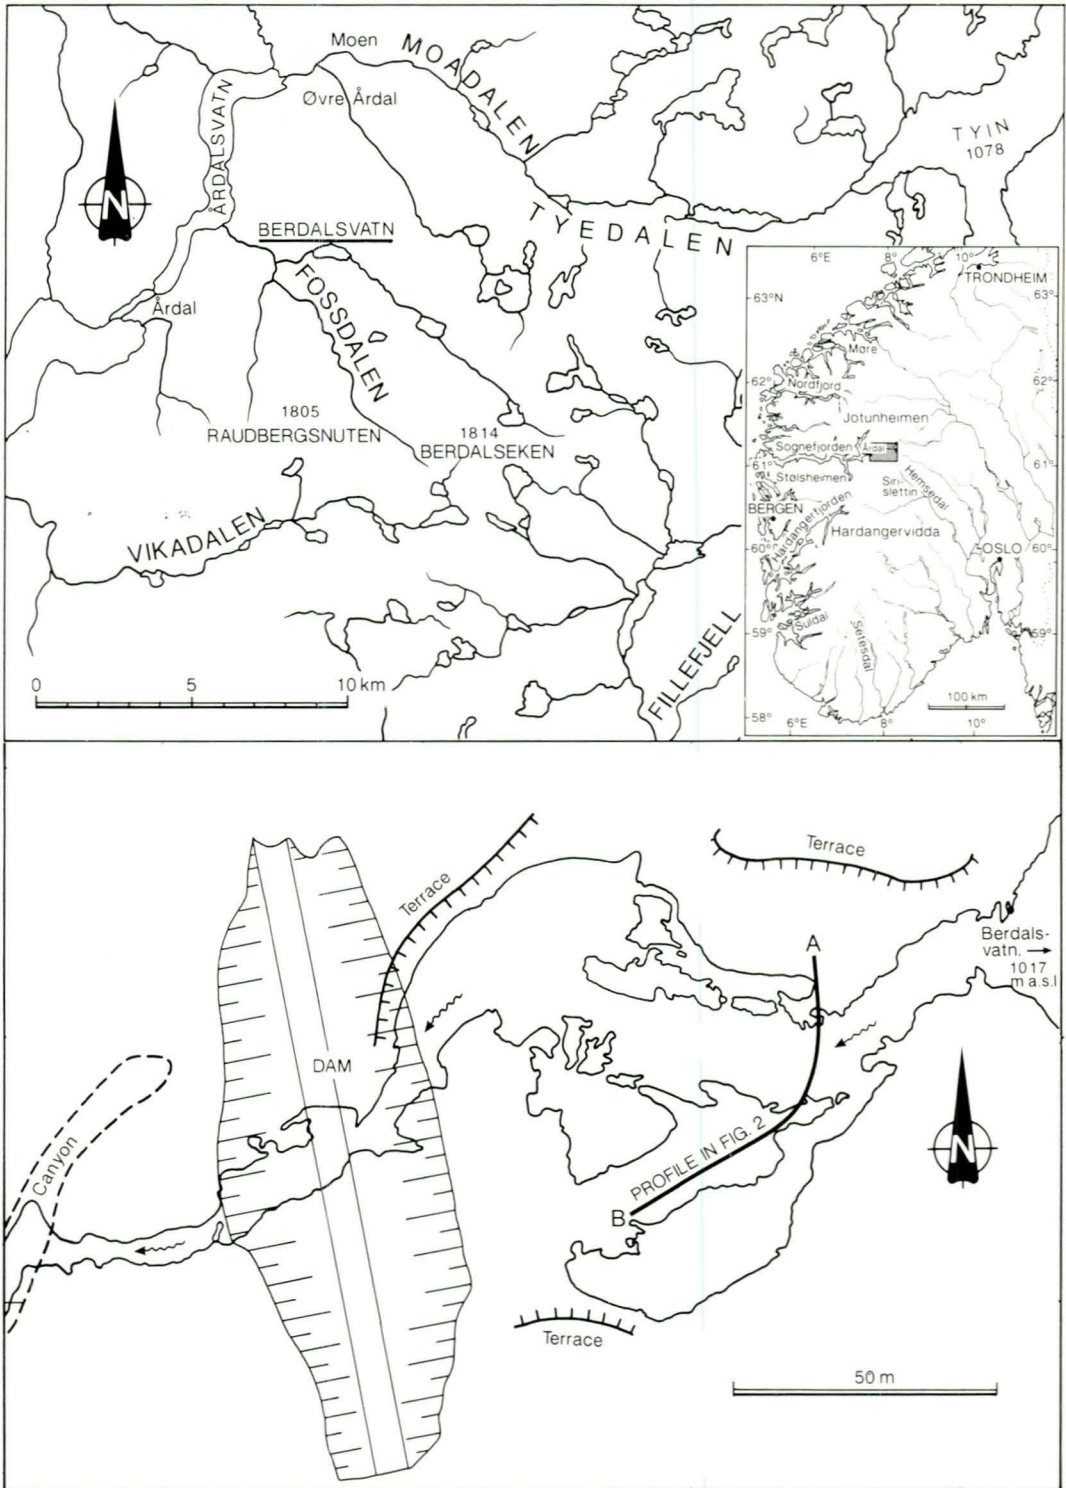 Moen
MOADALEN
Øvre Årdal
ÅRDALSVATN
N
TYIN
1078
BERDALSVATN
TYEDALEN
FOSSDALEN
Årdal
1805
RAUDBERGSNUTEN
1814
BERDALSEKEN
VIKADALEN
FILLEFJELL
0 5 10 km
6°E 8° 10°
TRONDHEIM
63°N 63°
Møre
62° 62°
Nordfjord
Jotunheimen
Sognefjorden
Årdal
61° 61°
Stølsheimen
Hemsedal
Siri-
slettin
BERGEN
Hardangerfjorden
Hardangervidda
60° OSLO 60°
Suldal
59° 59°
Setesdal
100 km
58° 6°E 8° 10°
Terrace
Terrace
A
Berdals-
vatn.
1017
m a.s.l
DAM
Canyon
PROFILE IN FIG. 2
N
B
Terrace
50 m